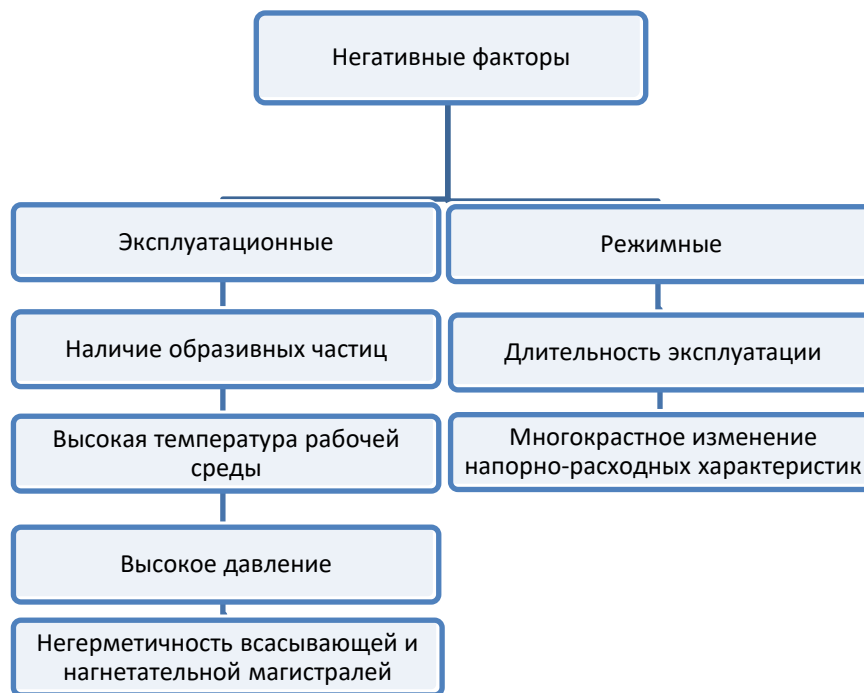 Негативные факторы
Эксплуатационные
Режимные
Наличие образивных частиц
Длительность эксплуатации
Высокая температура рабочей
среды
Многокрастное изменение
напорно-расходных характеристик
Высокое давление
Негерметичность всасывающей и
нагнетательной магистралей